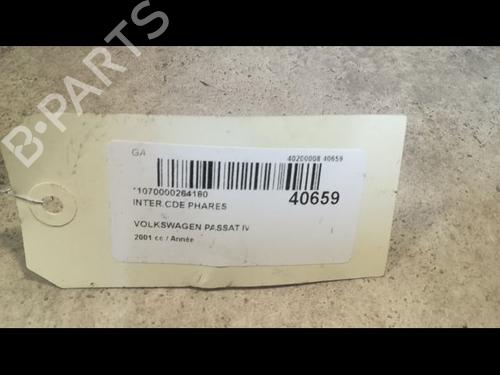 B-PARTS
GA
40200008 40659
*1070000264180
40659
INTER.CDE PHARES
VOLKSWAGEN PASSAT IV
2001 cc / Année